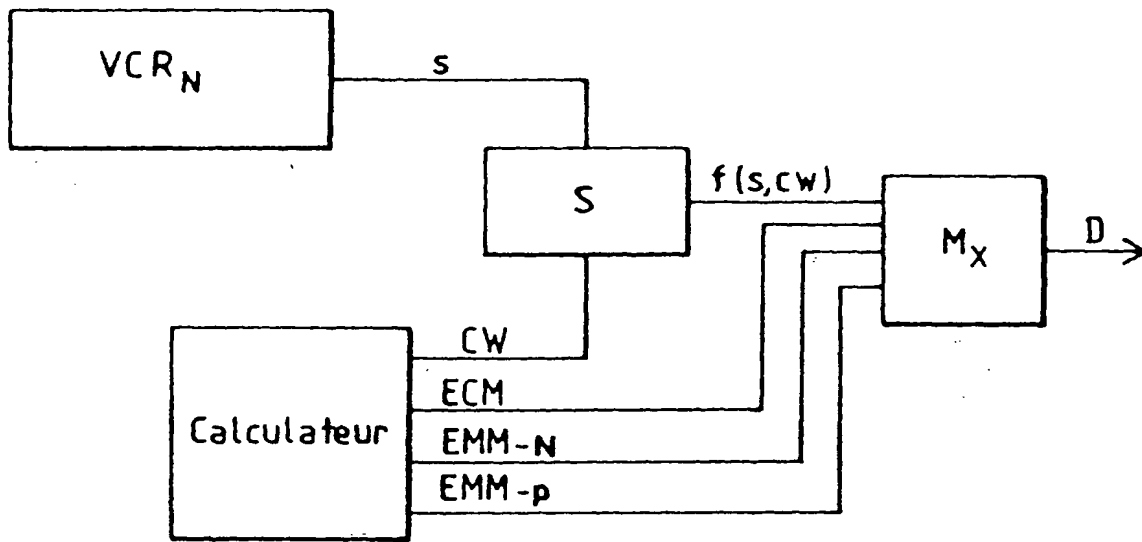 VCR_N
s
S
f(s,cw)
M_X
D
CW
ECM
Calculateur
EMM-N
EMM-p